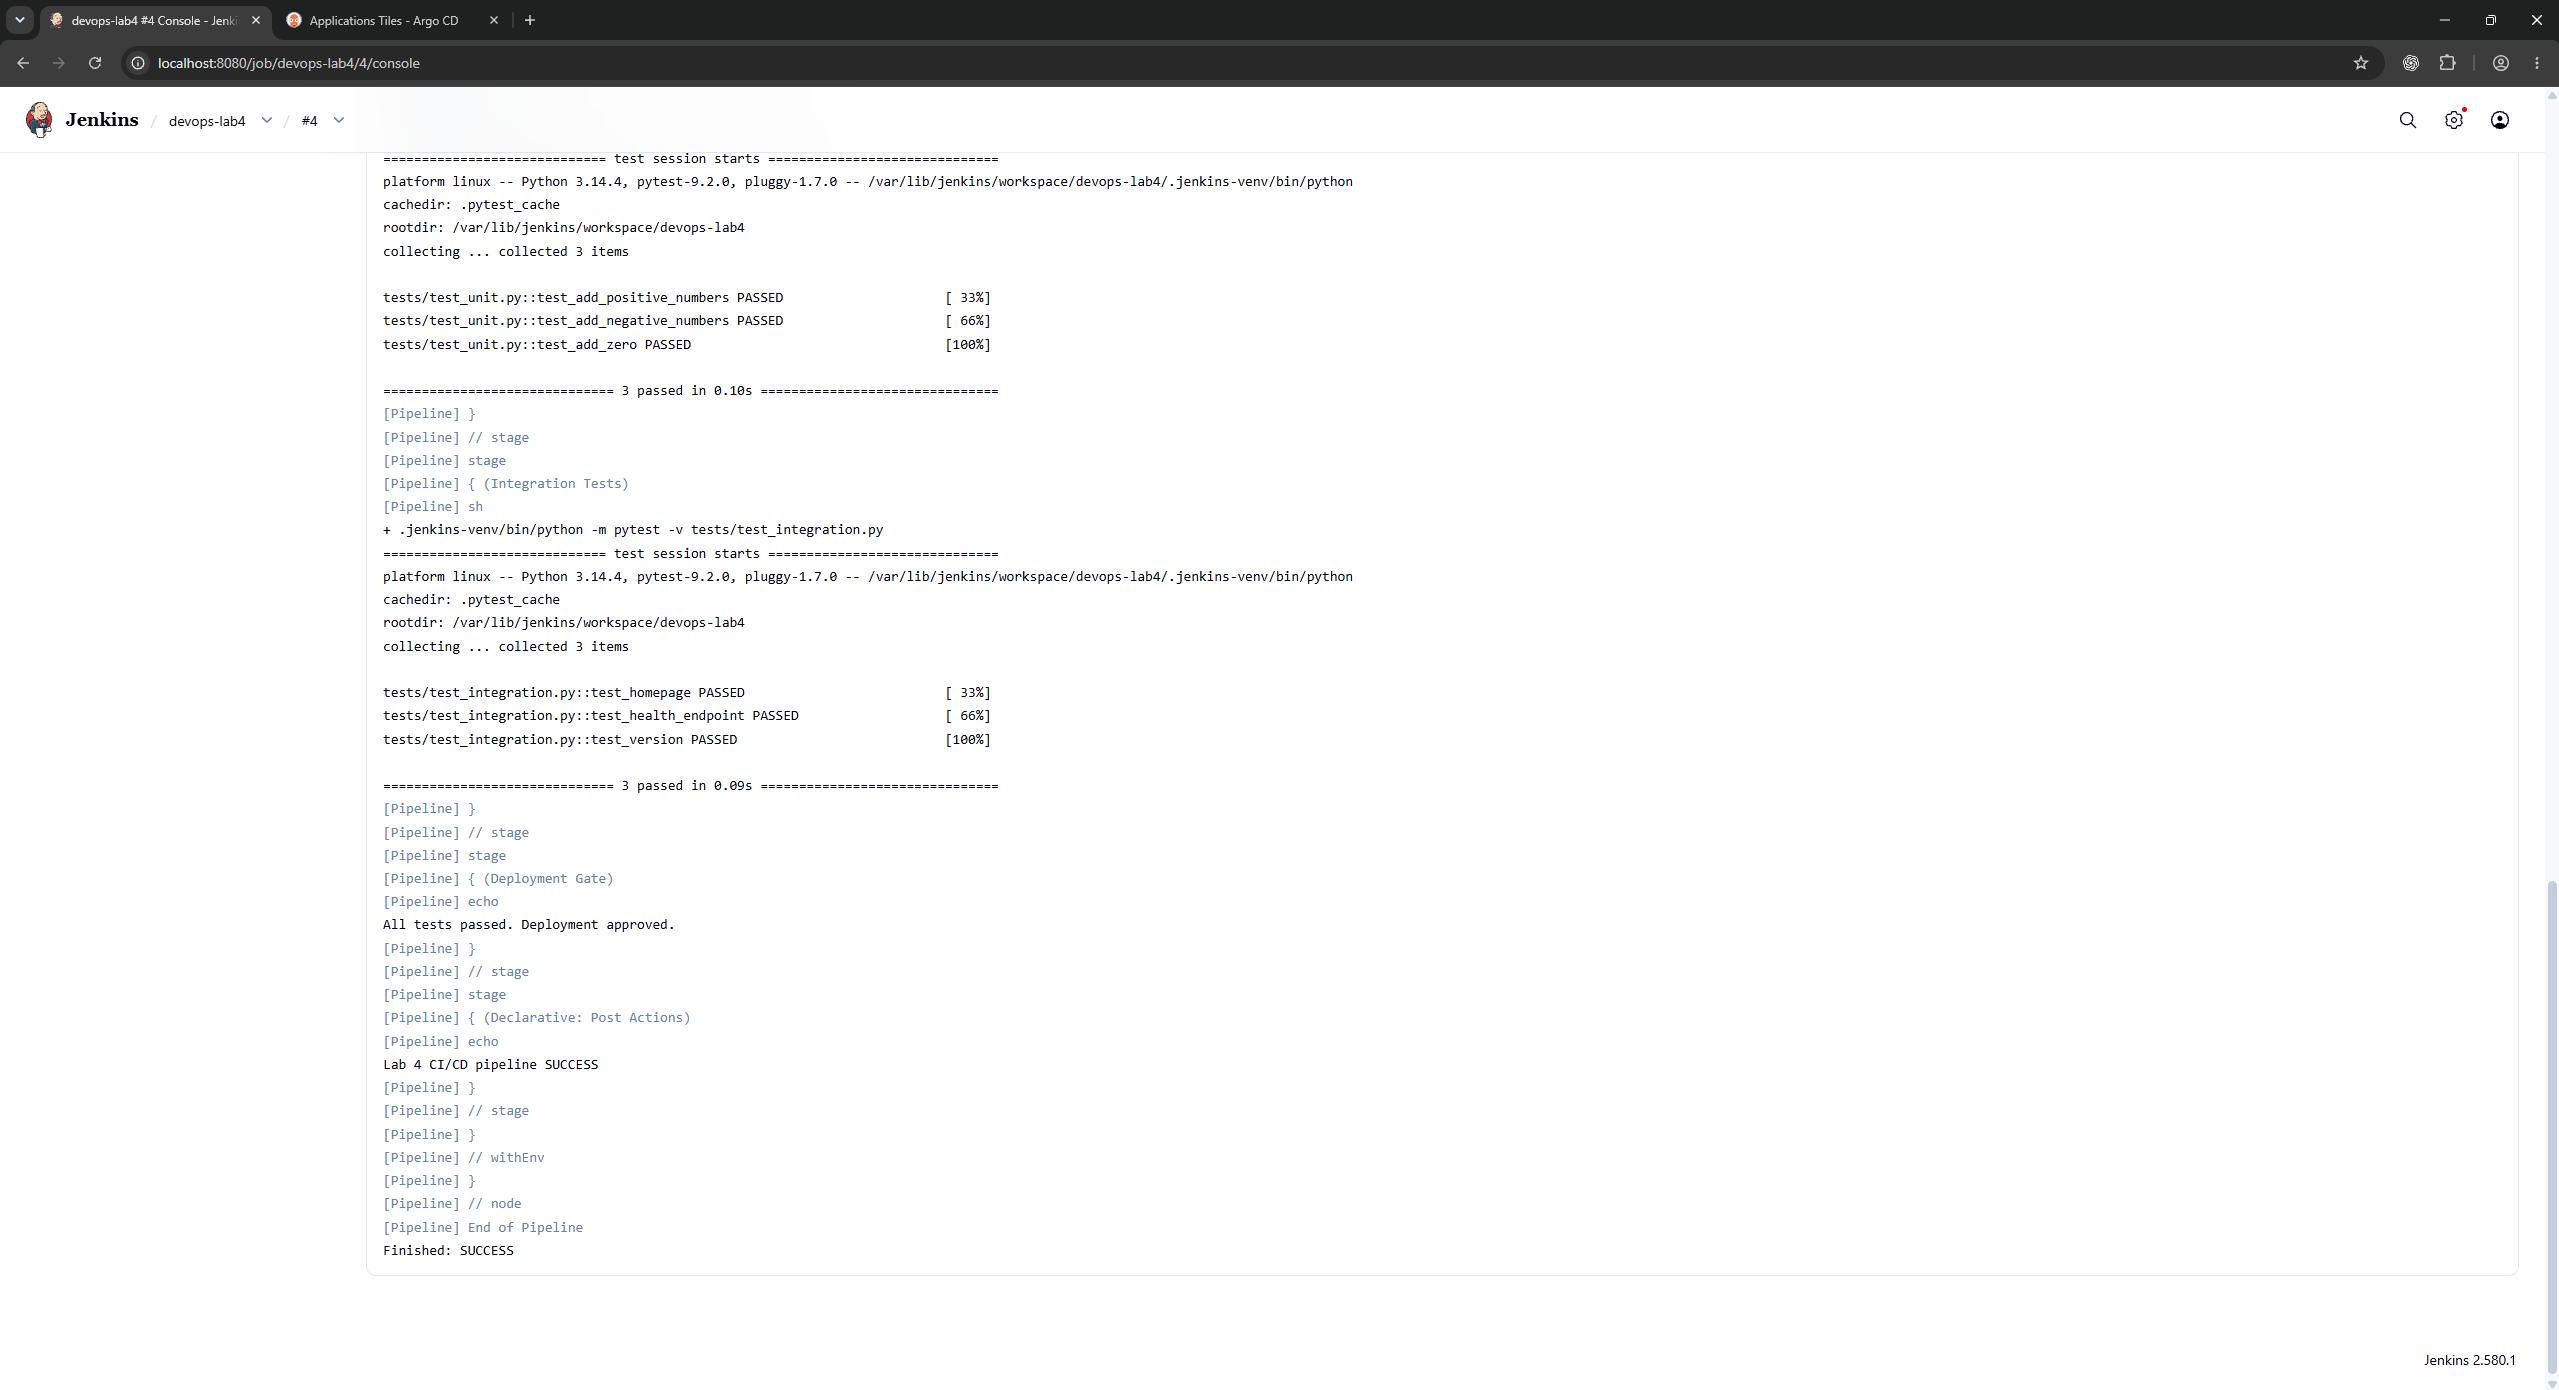 devops-lab4 #4 Console - Jenki
Applications Tiles - Argo CD
localhost:8080/job/devops-lab4/4/console
Jenkins / devops-lab4 / #4
============================= test session starts ==============================
platform linux -- Python 3.14.4, pytest-9.2.0, pluggy-1.7.0 -- /var/lib/jenkins/workspace/devops-lab4/.jenkins-venv/bin/python
cachedir: .pytest_cache
rootdir: /var/lib/jenkins/workspace/devops-lab4
collecting ... collected 3 items
tests/test_unit.py::test_add_positive_numbers PASSED [ 33%]
tests/test_unit.py::test_add_negative_numbers PASSED [ 66%]
tests/test_unit.py::test_add_zero PASSED [100%]
============================== 3 passed in 0.10s ===============================
[Pipeline] }
[Pipeline] // stage
[Pipeline] stage
[Pipeline] { (Integration Tests)
[Pipeline] sh
+ .jenkins-venv/bin/python -m pytest -v tests/test_integration.py
============================= test session starts ==============================
platform linux -- Python 3.14.4, pytest-9.2.0, pluggy-1.7.0 -- /var/lib/jenkins/workspace/devops-lab4/.jenkins-venv/bin/python
cachedir: .pytest_cache
rootdir: /var/lib/jenkins/workspace/devops-lab4
collecting ... collected 3 items
tests/test_integration.py::test_homepage PASSED [ 33%]
tests/test_integration.py::test_health_endpoint PASSED [ 66%]
tests/test_integration.py::test_version PASSED [100%]
============================== 3 passed in 0.09s ===============================
[Pipeline] }
[Pipeline] // stage
[Pipeline] stage
[Pipeline] { (Deployment Gate)
[Pipeline] echo
All tests passed. Deployment approved.
[Pipeline] }
[Pipeline] // stage
[Pipeline] stage
[Pipeline] { (Declarative: Post Actions)
[Pipeline] echo
Lab 4 CI/CD pipeline SUCCESS
[Pipeline] }
[Pipeline] // stage
[Pipeline] }
[Pipeline] // withEnv
[Pipeline] }
[Pipeline] // node
[Pipeline] End of Pipeline
Finished: SUCCESS
Jenkins 2.580.1